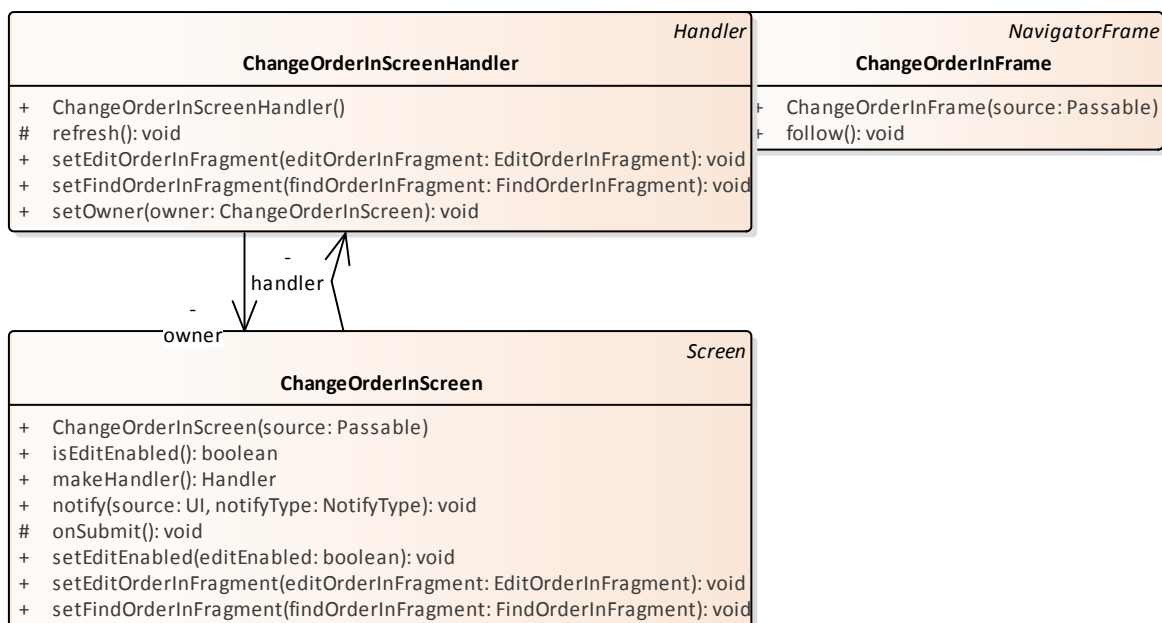 Handler
ChangeOrderInScreenHandler
+ ChangeOrderInScreenHandler()
# refresh(): void
+ setEditOrderInFragment(editOrderInFragment: EditOrderInFragment): void
+ setFindOrderInFragment(findOrderInFragment: FindOrderInFragment): void
+ setOwner(owner: ChangeOrderInScreen): void
NavigatorFrame
ChangeOrderInFrame
+ ChangeOrderInFrame(source: Passable)
+ follow(): void
-
handler
-
owner
Screen
ChangeOrderInScreen
+ ChangeOrderInScreen(source: Passable)
+ isEditEnabled(): boolean
+ makeHandler(): Handler
+ notify(source: UI, notifyType: NotifyType): void
# onSubmit(): void
+ setEditEnabled(editEnabled: boolean): void
+ setEditOrderInFragment(editOrderInFragment: EditOrderInFragment): void
+ setFindOrderInFragment(findOrderInFragment: FindOrderInFragment): void